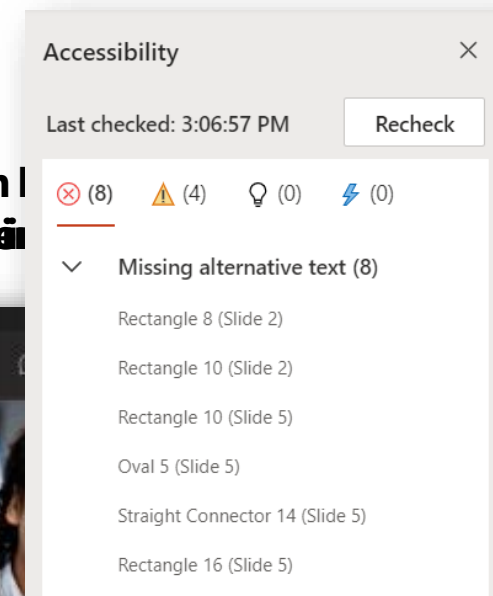 Accessibility
Last checked: 3:06:57 PM
Recheck
(8)
(4)
(0)
(0)
Missing alternative text (8)
Rectangle 8 (Slide 2)
Rectangle 10 (Slide 2)
Rectangle 10 (Slide 5)
Oval 5 (Slide 5)
Straight Connector 14 (Slide 5)
Rectangle 16 (Slide 5)